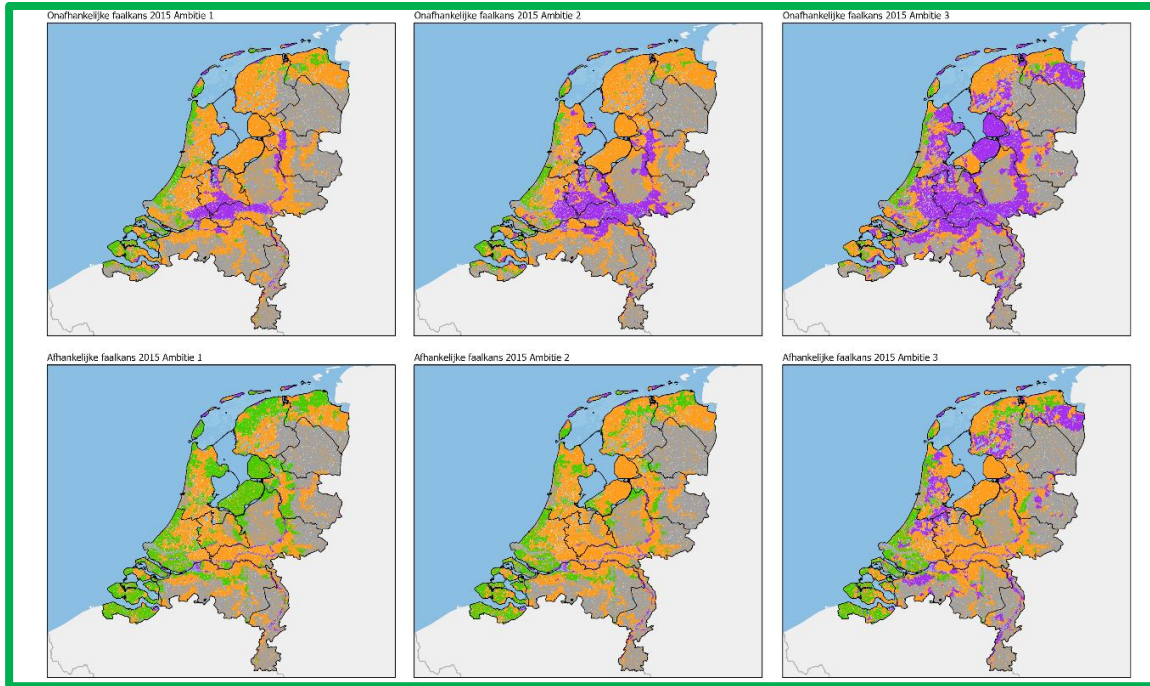 Onafhankelijke faalkans 2015 Ambitie 1
Onafhankelijke faalkans 2015 Ambitie 2
Onafhankelijke faalkans 2015 Ambitie 3
Afhankelijke faalkans 2015 Ambitie 1
Afhankelijke faalkans 2015 Ambitie 2
Afhankelijke faalkans 2015 Ambitie 3